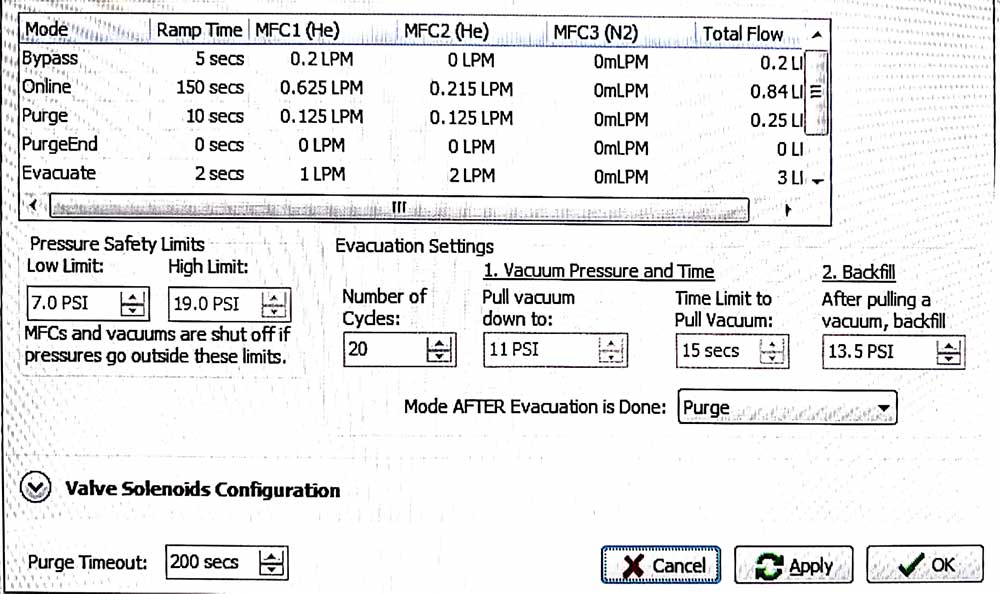 Mode Ramp Time MFC1 (He) MFC2 (He) MFC3 (N2) Total Flow
Bypass 5 secs 0.2 LPM 0 LPM 0mLPM 0.2 LI
Online 150 secs 0.625 LPM 0.215 LPM 0mLPM 0.84 LI
Purge 10 secs 0.125 LPM 0.125 LPM 0mLPM 0.25 LI
PurgeEnd 0 secs 0 LPM 0 LPM 0mLPM 0 LI
Evacuate 2 secs 1 LPM 2 LPM 0mLPM 3 LI
Pressure Safety Limits
Low Limit: High Limit:
7.0 PSI 19.0 PSI
MFCs and vacuums are shut off if
pressures go outside these limits.
Evacuation Settings
1. Vacuum Pressure and Time 2. Backfill
Number of Pull vacuum Time Limit to After pulling a
Cycles: down to: Pull Vacuum: vacuum, backfill
20 11 PSI 15 secs 13.5 PSI
Mode AFTER Evacuation is Done: Purge
Valve Solenoids Configuration
Purge Timeout: 200 secs
Cancel Apply OK